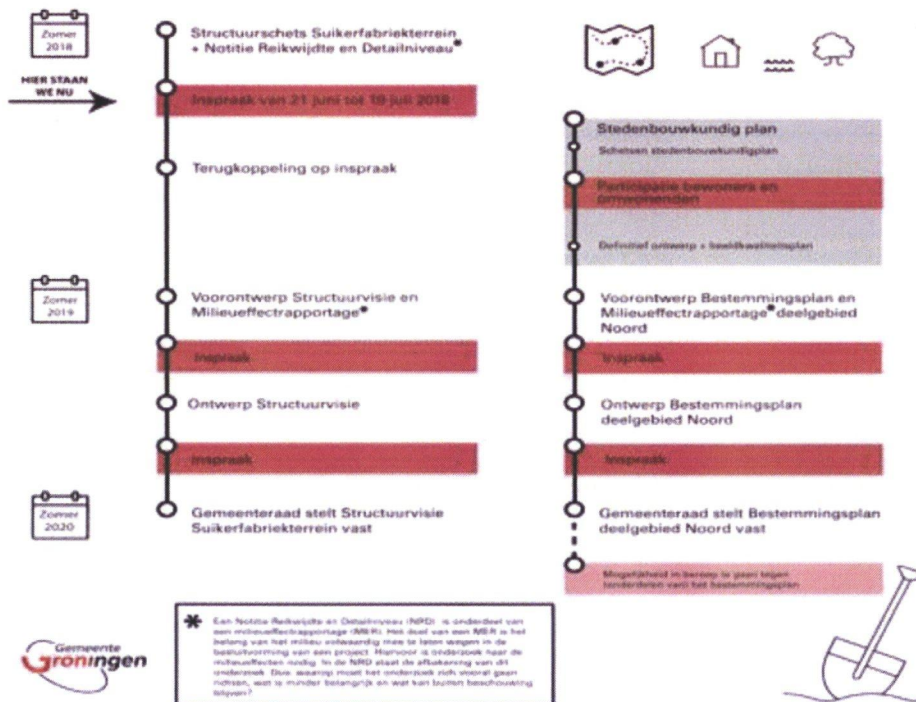 Zomer
2018
Structuurschets Suikerfabriekterrein
+ Notitie Reikwijdte en Detailniveau*
HIER STAAN
WE NU
Inspraak van 21 juni tot 19 juli 2018
Terugkoppeling op inspraak
Zomer
2019
Voorontwerp Structuurvisie en
Milieueffectrapportage*
Inspraak
Ontwerp Structuurvisie
Inspraak
Zomer
2020
Gemeenteraad stelt Structuurvisie
Suikerfabriekterrein vast
Stedenbouwkundig plan
Schetsen stedenbouwkundigplan
Participatie bewoners en
omwonenden
Definitief ontwerp + beeldkwaliteitsplan
Voorontwerp Bestemmingsplan en
Milieueffectrapportage* deelgebied
Noord
Inspraak
Ontwerp Bestemmingsplan
deelgebied Noord
Inspraak
Gemeenteraad stelt Bestemmingsplan
deelgebied Noord vast
Mogelijkheid in beroep te gaan tegen
(onderdelen van) het bestemmingsplan
* Een Notitie Reikwijdte en Detailniveau (NRD) is onderdeel van
een milieueffectrapportage (MER). Het doel van een MER is het
belang van het milieu volwaardig mee te laten wegen in de
besluitvorming van een project. Hiervoor is onderzoek naar de
milieueffecten nodig. In de NRD staat de afbakening van dit
onderzoek. Dus: waarop moet het onderzoek zich vooral gaan
richten, wat is minder belangrijk en wat kan buiten beschouwing
blijven?
Gemeente
Groningen